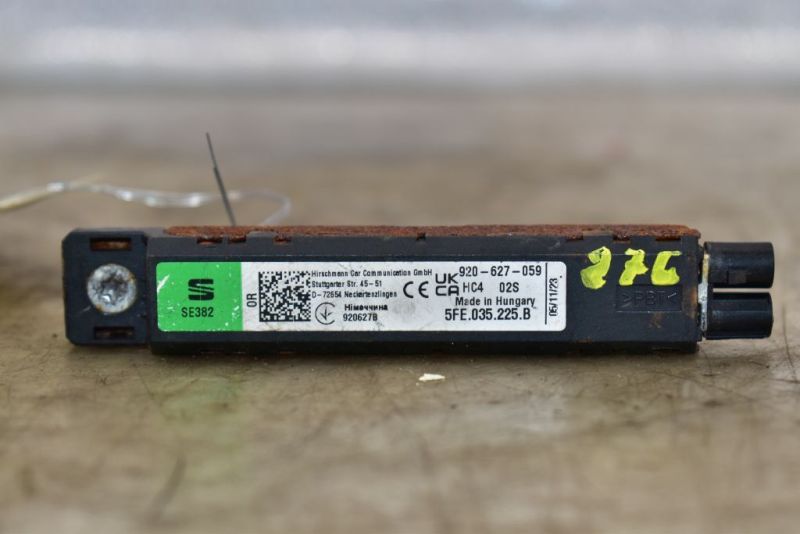 S
SE382
OR
Hirschmann Car Communication GmbH
Stuttgarter Str. 45-51
D-72654 Neckartenzlingen
Німеччина
920627B
CE
UK
CA
920-627-059
HC4 02S
Made in Hungary
5FE.035.225.B
05/11/23
>PBT<